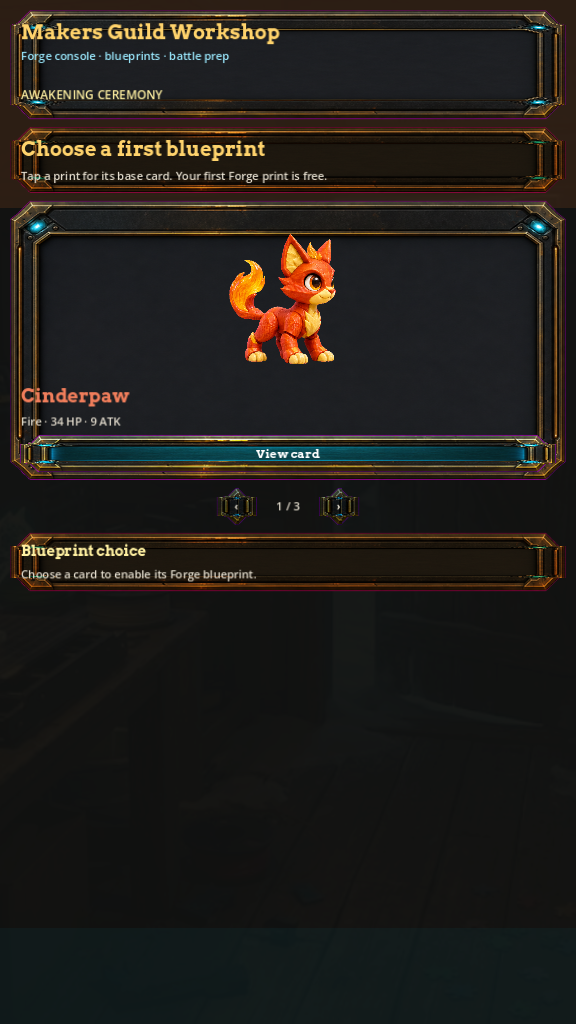 Makers Guild Workshop
Forge console · blueprints · battle prep
AWAKENING CEREMONY
Choose a first blueprint
Tap a print for its base card. Your first Forge print is free.
Cinderpaw
Fire · 34 HP · 9 ATK
View card
‹ 1 / 3 ›
Blueprint choice
Choose a card to enable its Forge blueprint.